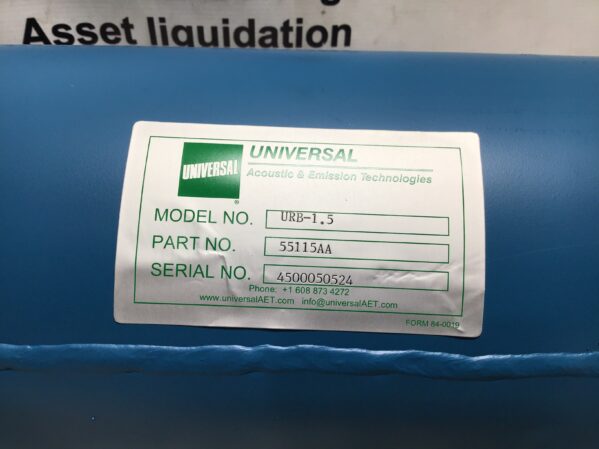 Asset liquidation
UNIVERSAL ®
UNIVERSAL
Acoustic & Emission Technologies
MODEL NO. URB-1.5
PART NO. 55115AA
SERIAL NO. 4500050524
Phone: +1 608 873 4272
www.universalAET.com info@universalAET.com
FORM 84-0019